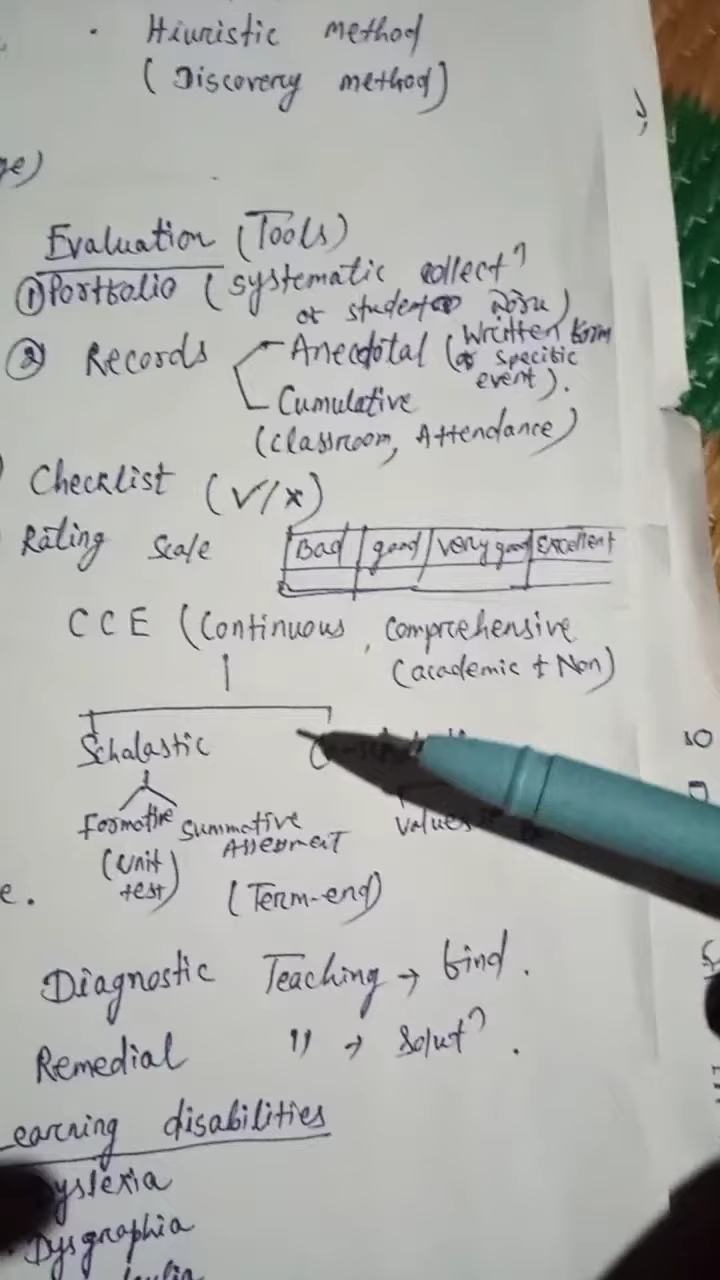 Hiuristic method
(Discovery method)
ge)
Evaluation (Tools)
① Portfolio (systematic collect?
of student
② Records Anecdotal (Written form
of specific
event).
Cumulative
(classroom, Attendance)
Checklist (√/×)
Rating Scale Bad good very good Excellent
CCE (Continuous, Comprehensive
(academic + Non)
Schalastic
Formative Summative values
Assesment
(Unit
test) (Term-end)
e.
Diagnostic Teaching → find.
Remedial " → Solut?.
earning disabilities
yslexia
Dysgraphia